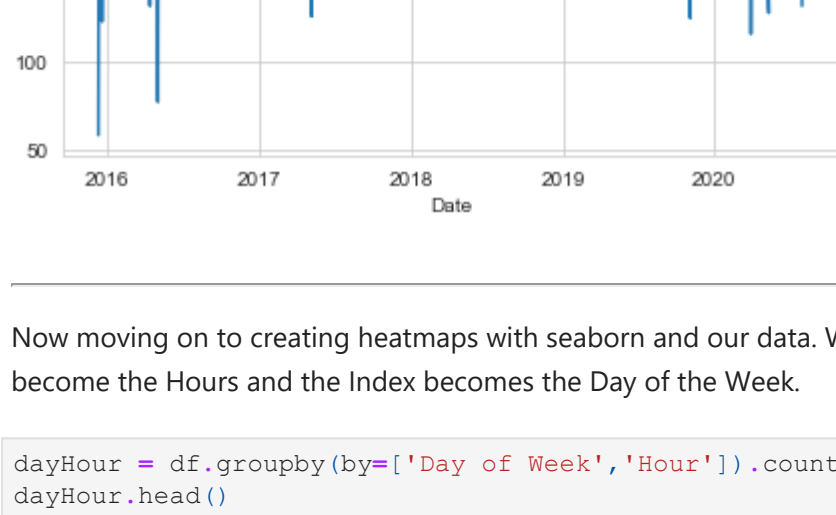 100
50
2016 2017 2018 2019 2020
Date
Now moving on to creating heatmaps with seaborn and our data.
become the Hours and the Index becomes the Day of the Week.
dayHour = df.groupby(by=['Day of Week','Hour']).count
dayHour.head()